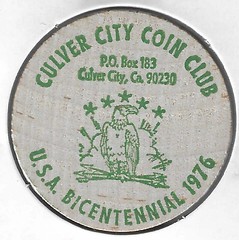 CULVER CITY COIN CLUB
P.O. Box 183
Culver City, Ca. 90230
U.S.A. BICENTENNIAL 1976